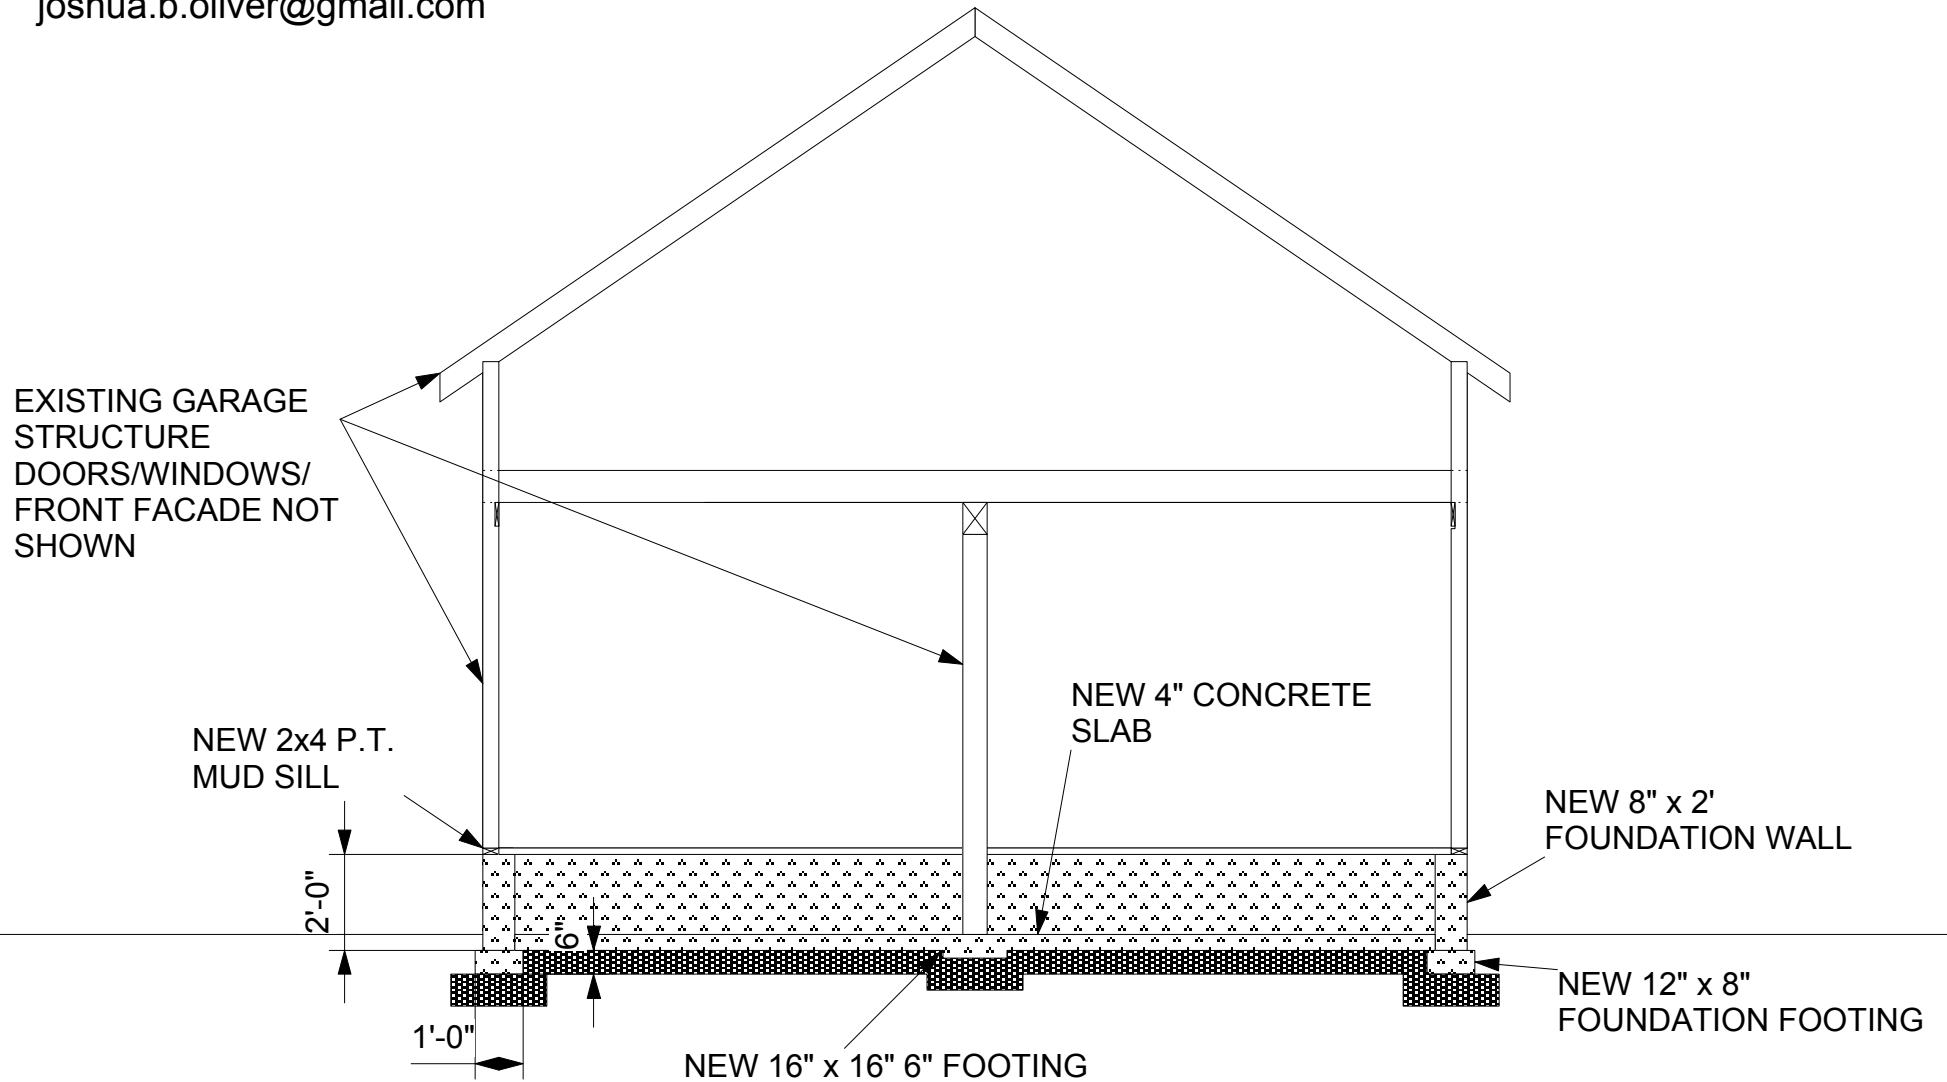 joshua.b.oliver@gmail.com
EXISTING GARAGE
STRUCTURE
DOORS/WINDOWS/
FRONT FACADE NOT
SHOWN
NEW 4" CONCRETE
SLAB
NEW 2x4 P.T.
MUD SILL
NEW 8" x 2'
FOUNDATION WALL
2'-0"
6"
NEW 12" x 8"
FOUNDATION FOOTING
1'-0"
NEW 16" x 16" 6" FOOTING